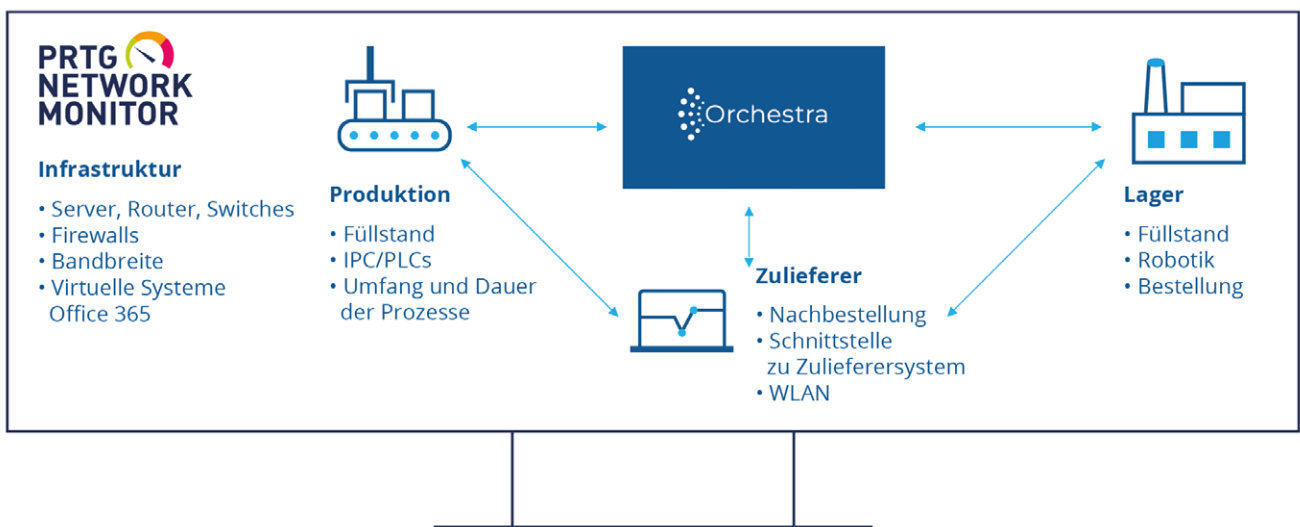 PRTG
NETWORK
MONITOR
Infrastruktur
• Server, Router, Switches
• Firewalls
• Bandbreite
• Virtuelle Systeme
Office 365
Produktion
• Füllstand
• IPC/PLCs
• Umfang und Dauer
der Prozesse
Orchestra
Zulieferer
• Nachbestellung
• Schnittstelle
zu Zulieferersystem
• WLAN
Lager
• Füllstand
• Robotik
• Bestellung